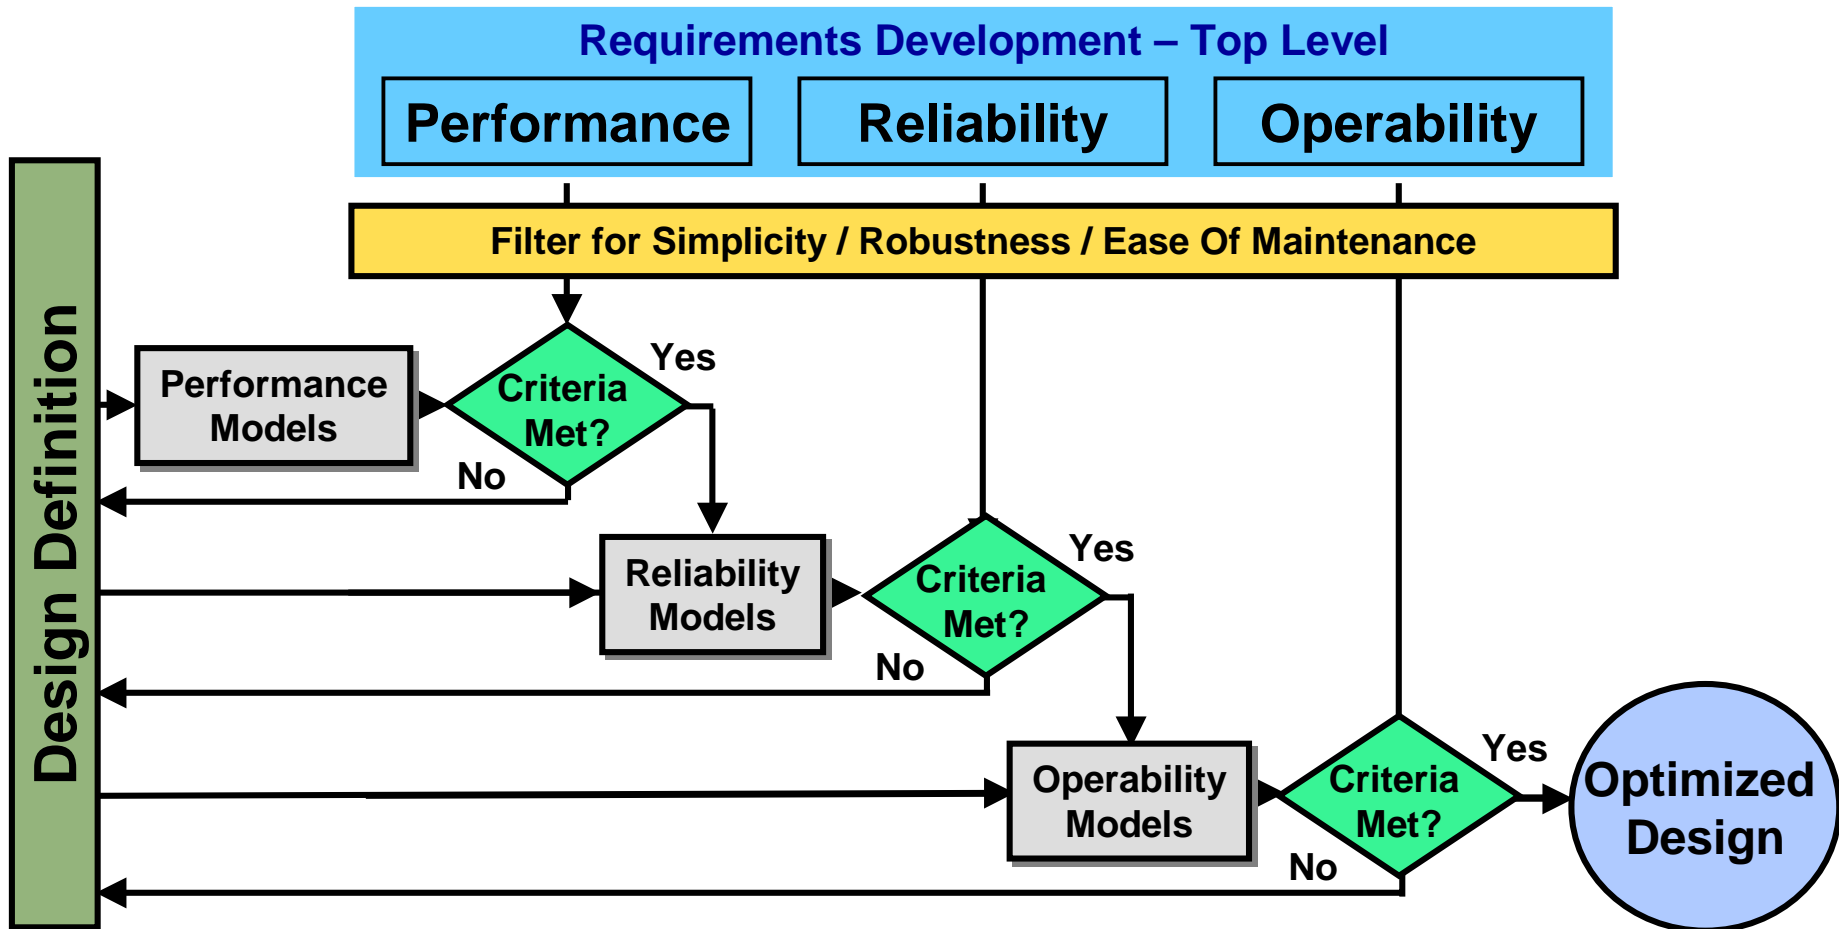 Requirements Development – Top Level
Performance
Reliability
Operability
Filter for Simplicity / Robustness / Ease Of Maintenance
Design Definition
Performance
Models
Criteria
Met?
Yes
No
Reliability
Models
Criteria
Met?
Yes
No
Operability
Models
Criteria
Met?
Yes
No
Optimized
Design